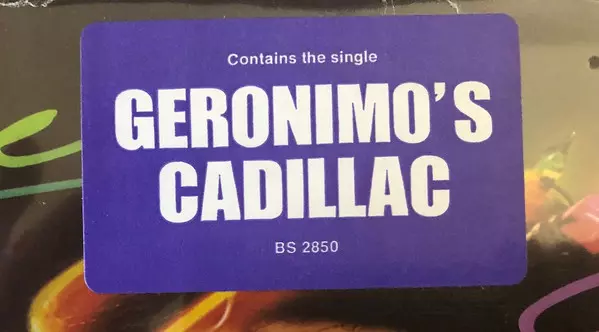 Contains the single
GERONIMO'S
CADILLAC
BS 2850